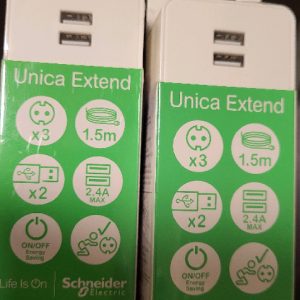 Unica Extend
x3
1.5m
x2
2.4A
MAX
ON/OFF
Energy
Saving
Life Is On
Schneider
Electric
Unica Extend
x3
1.5m
x2
2.4A
MAX
ON/OFF
Energy
Saving